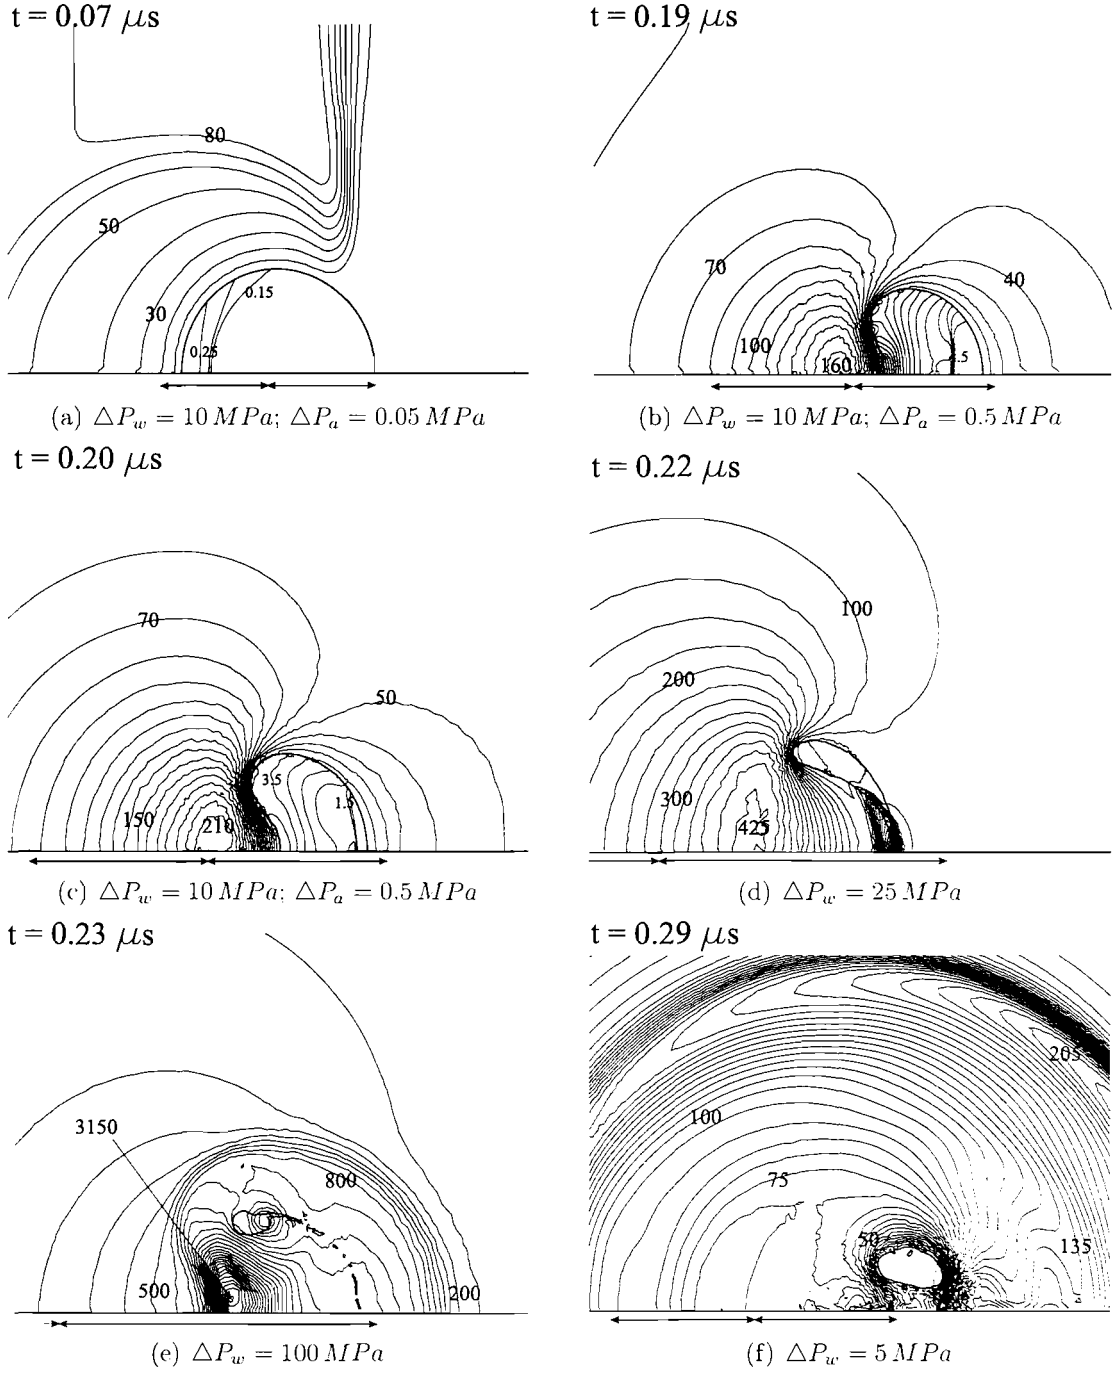 t = 0.07 μs
80
50
30
0.15
0.25
(a) △P_w = 10 MPa; △P_a = 0.05 MPa
t = 0.19 μs
70
100
160
40
(b) △P_w = 10 MPa; △P_a = 0.5 MPa
t = 0.20 μs
70
50
150
210
3.5
1.5
(c) △P_w = 10 MPa; △P_a = 0.5 MPa
t = 0.22 μs
100
200
300
425
(d) △P_w = 25 MPa
t = 0.23 μs
3150
800
500
200
(e) △P_w = 100 MPa
t = 0.29 μs
205
100
75
50
135
(f) △P_w = 5 MPa